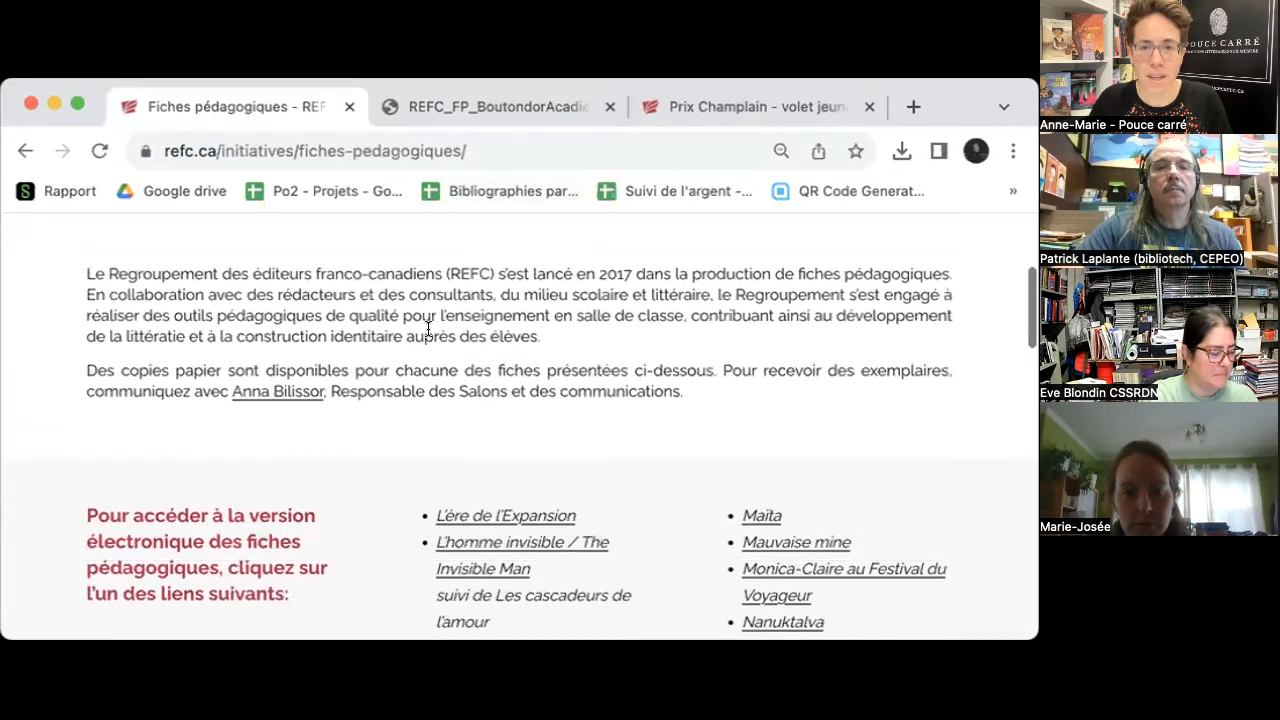 Fiches pédagogiques - REF
REFC_FP_BoutondorAcadie
Prix Champlain - volet jeun
refc.ca/initiatives/fiches-pedagogiques/
Rapport
Google drive
Po2 - Projets - Go...
Bibliographies par...
Suivi de l'argent -...
QR Code Generat...
»
Le Regroupement des éditeurs franco-canadiens (REFC) s'est lancé en 2017 dans la production de fiches pédagogiques.
En collaboration avec des rédacteurs et des consultants, du milieu scolaire et littéraire, le Regroupement s'est engagé à
réaliser des outils pédagogiques de qualité pour l'enseignement en salle de classe, contribuant ainsi au développement
de la littératie et à la construction identitaire auprès des élèves.
Des copies papier sont disponibles pour chacune des fiches présentées ci-dessous. Pour recevoir des exemplaires,
communiquez avec Anna Bilissor, Responsable des Salons et des communications.
Pour accéder à la version
électronique des fiches
pédagogiques, cliquez sur
l'un des liens suivants:
L'ère de l'Expansion
L'homme invisible / The
Invisible Man
suivi de Les cascadeurs de
l'amour
Maïta
Mauvaise mine
Monica-Claire au Festival du
Voyageur
Nanuktalva
POUCE CARRÉ
Anne-Marie - Pouce carré
Patrick Laplante (bibliotech, CEPEO)
Eve Blondin CSSRDN
Marie-Josée